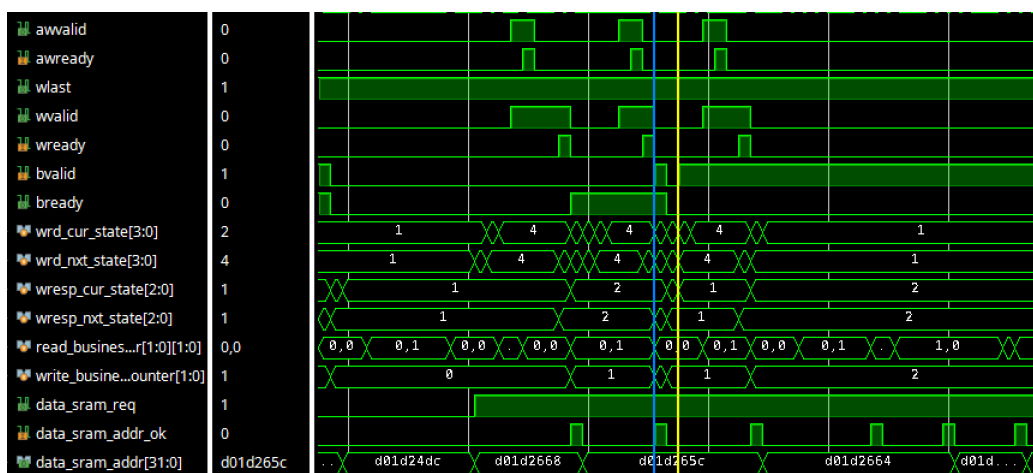 awvalid 0
awready 0
wlast 1
wvalid 0
wready 0
bvalid 1
bready 0
wrd_cur_state[3:0] 2 1 4 4 4 1
wrd_nxt_state[3:0] 4 1 4 4 4 1
wresp_cur_state[2:0] 1 1 2 1 2
wresp_nxt_state[2:0] 1 1 2 1 2
read_busines...r[1:0][1:0] 0,0 0,0 0,1 0,0 . 0,0 0,1 0,0 0,1 0,0 0,1 . 1,0
write_busine...ounter[1:0] 1 0 1 1 2
data_sram_req 1
data_sram_addr_ok 0
data_sram_addr[31:0] d01d265c .. d01d24dc d01d2668 d01d265c d01d2664 d01d...